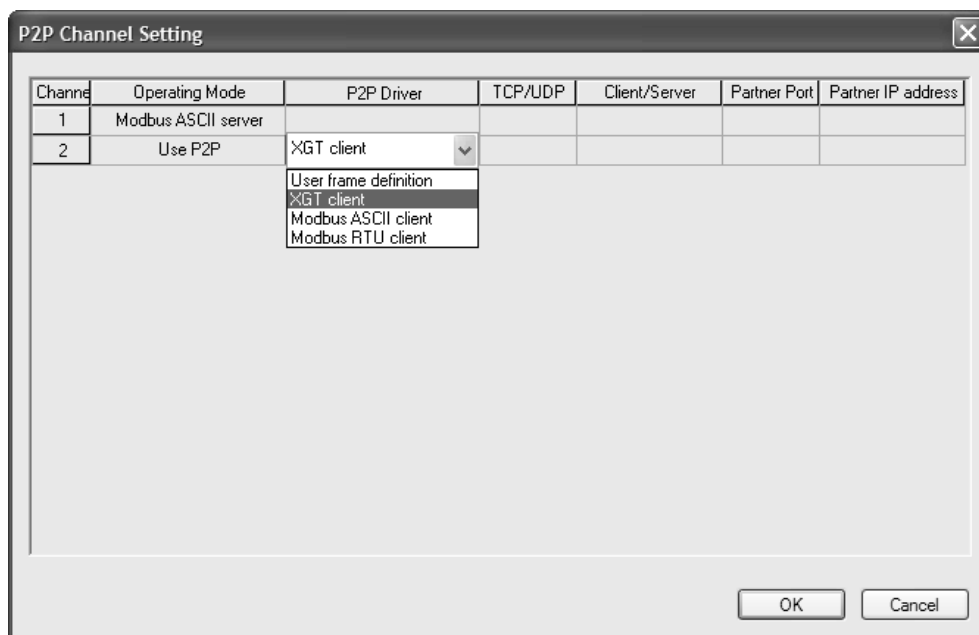 P2P Channel Setting
Channe Operating Mode P2P Driver TCP/UDP Client/Server Partner Port Partner IP address
1 Modbus ASCII server
2 Use P2P XGT client
User frame definition
XGT client
Modbus ASCII client
Modbus RTU client
OK Cancel